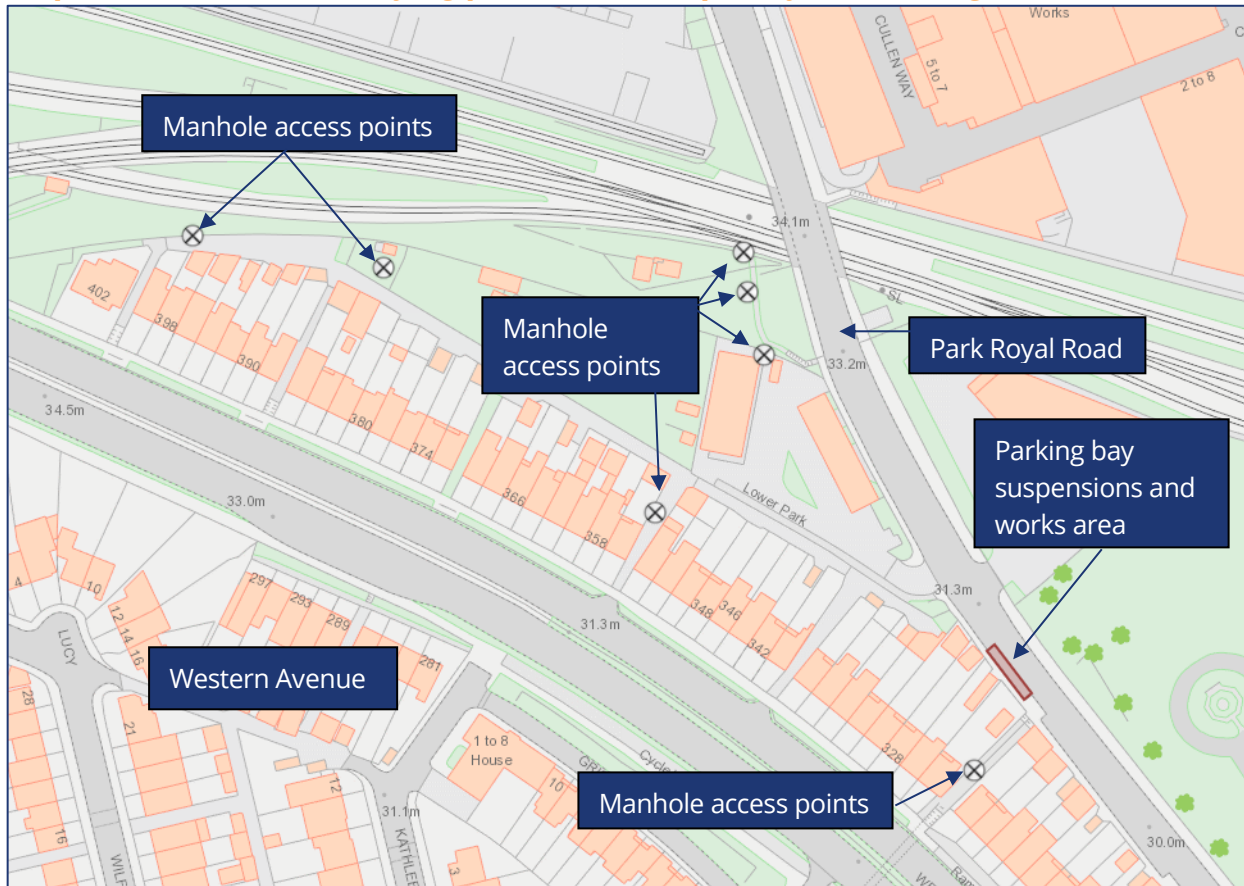 Works
CULLEN WAY
5 to 7
2 to 8
Manhole access points
34.1m
SL
402
398
390
380
374
366
358
348
346
342
328
Manhole
access points
Park Royal Road
33.2m
34.5m
33.0m
Lower Park
Parking bay
suspensions and
works area
31.3m
31.3m
4
10
12
14
16
297
293
289
281
LUCY
Western Avenue
28
21
1 to 8
House
10
12
16
31.1m
3
Manhole access points
30.0m